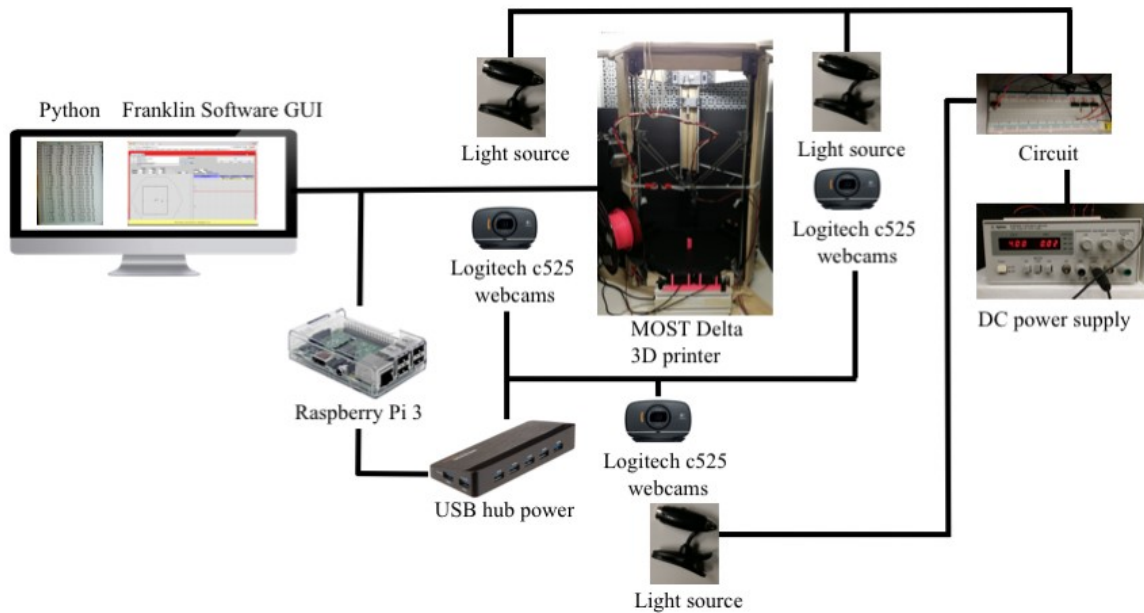 Python
Franklin Software GUI
Light source
Light source
Circuit
Logitech c525
webcams
Logitech c525
webcams
MOST Delta
3D printer
DC power supply
Raspberry Pi 3
USB hub power
Logitech c525
webcams
Light source